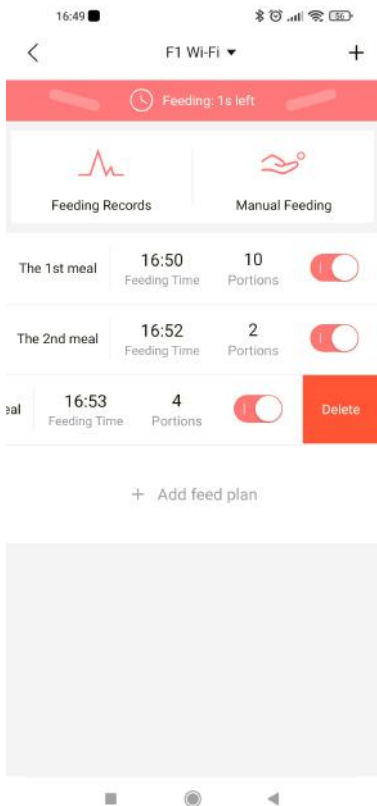 16:49
56
F1 Wi-Fi
Feeding: 1s left
Feeding Records
Manual Feeding
The 1st meal
16:50
Feeding Time
10
Portions
The 2nd meal
16:52
Feeding Time
2
Portions
eal
16:53
Feeding Time
4
Portions
Delete
+ Add feed plan